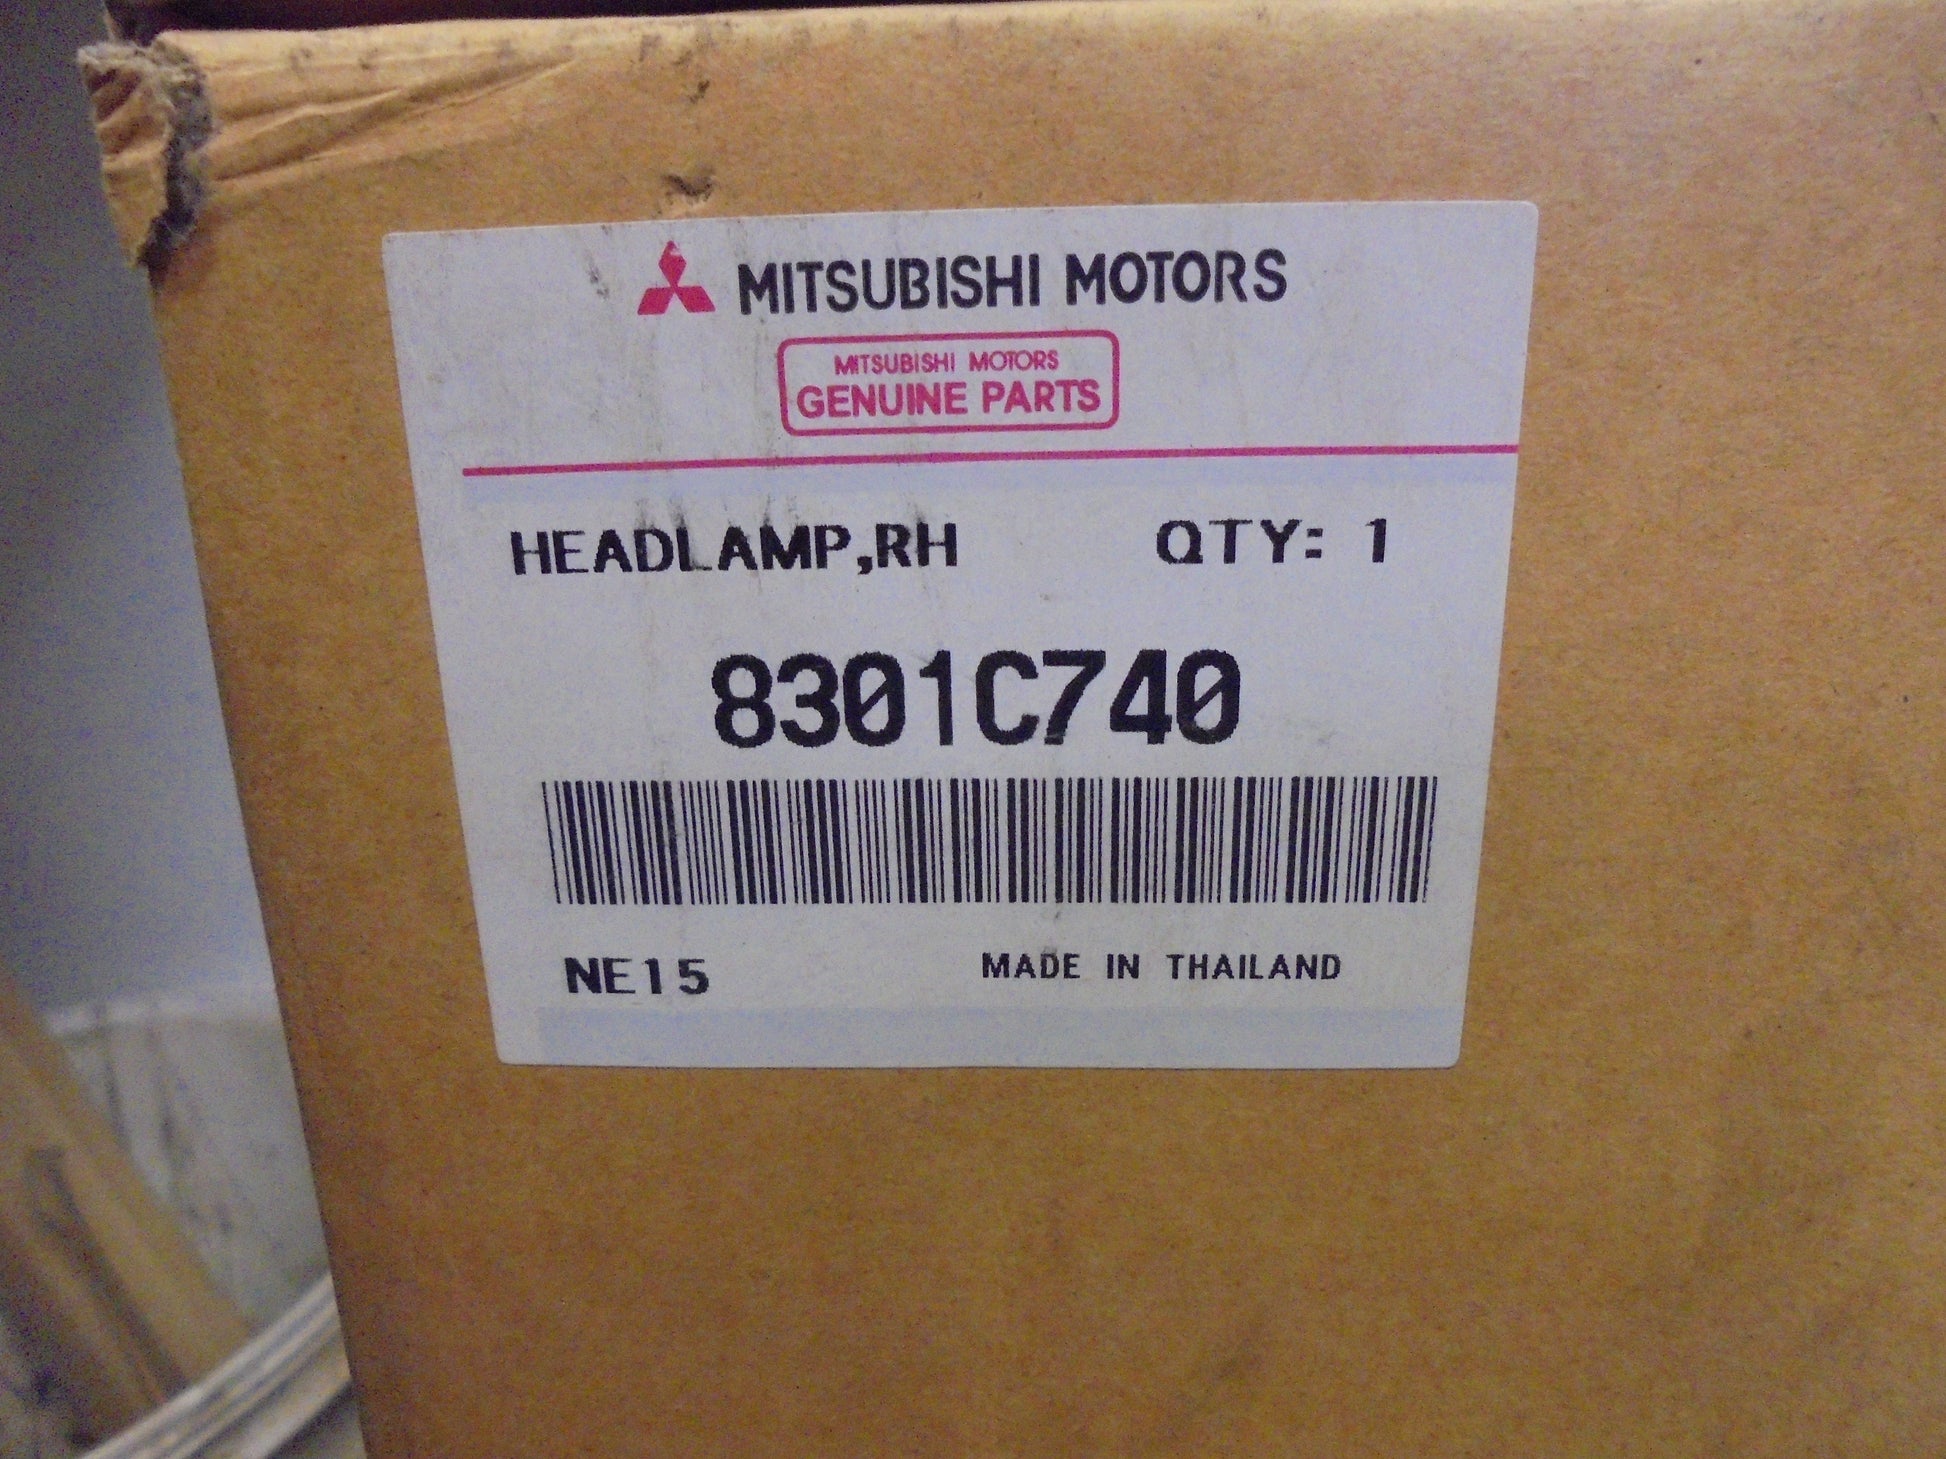 MITSUBISHI MOTORS
MITSUBISHI MOTORS
GENUINE PARTS
HEADLAMP,RH QTY: 1
8301C740
NE15 MADE IN THAILAND